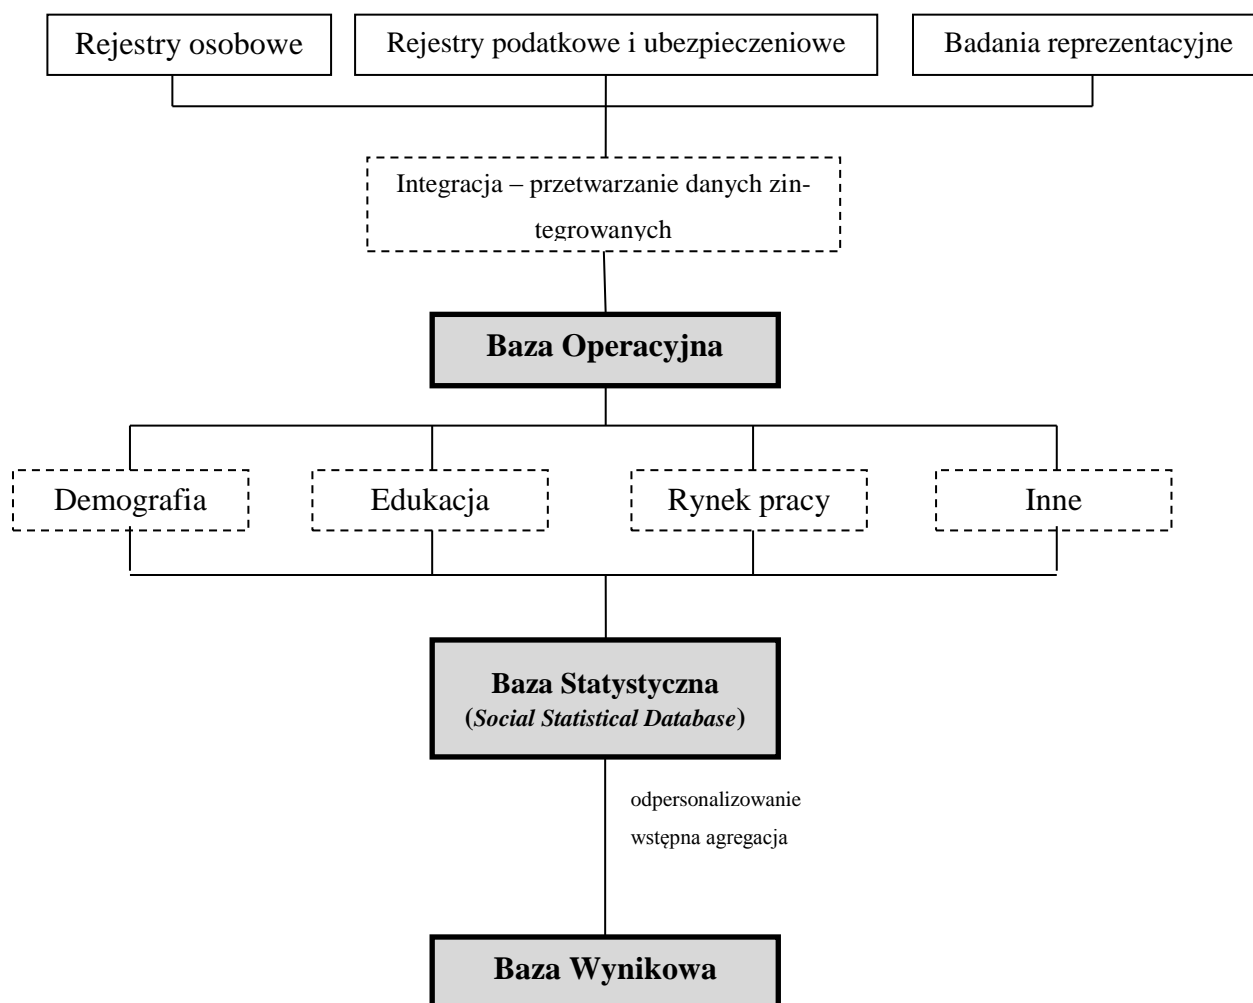 Rejestry osobowe
Rejestry podatkowe i ubezpieczeniowe
Badania reprezentacyjne
Integracja – przetwarzanie danych zin-
tegrowanych
Baza Operacyjna
Demografia
Edukacja
Rynek pracy
Inne
Baza Statystyczna
(Social Statistical Database)
odpersonalizowanie
wstępna agregacja
Baza Wynikowa